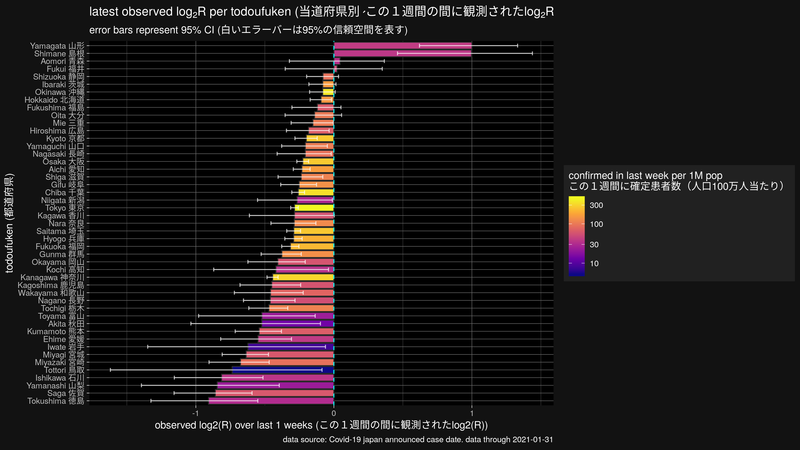 latest observed log₂R per todoufuken (当道府県別 この１週間の間に観測されたlog₂R
error bars represent 95% CI (白いエラーバーは95%の信頼空間を表す)
Yamagata 山形
Shimane 島根
Aomori 青森
Fukui 福井
Shizuoka 静岡
Ibaraki 茨城
Okinawa 沖縄
Hokkaido 北海道
Fukushima 福島
Oita 大分
Mie 三重
Hiroshima 広島
Kyoto 京都
Yamaguchi 山口
Nagasaki 長崎
Osaka 大阪
Aichi 愛知
Shiga 滋賀
Gifu 岐阜
Chiba 千葉
Niigata 新潟
Tokyo 東京
Kagawa 香川
Nara 奈良
Saitama 埼玉
Hyogo 兵庫
Fukuoka 福岡
Gunma 群馬
Okayama 岡山
Kochi 高知
Kanagawa 神奈川
Kagoshima 鹿児島
Wakayama 和歌山
Nagano 長野
Tochigi 栃木
Toyama 富山
Akita 秋田
Kumamoto 熊本
Ehime 愛媛
Iwate 岩手
Miyagi 宮城
Miyazaki 宮崎
Tottori 鳥取
Ishikawa 石川
Yamanashi 山梨
Saga 佐賀
Tokushima 徳島
todoufuken (都道府県)
-1 0 1
observed log2(R) over last 1 weeks (この１週間の間に観測されたlog2(R))
data source: Covid-19 japan announced case date. data through 2021-01-31
confirmed in last week per 1M pop
この１週間に確定患者数（人口100万人当たり）
300
100
30
10